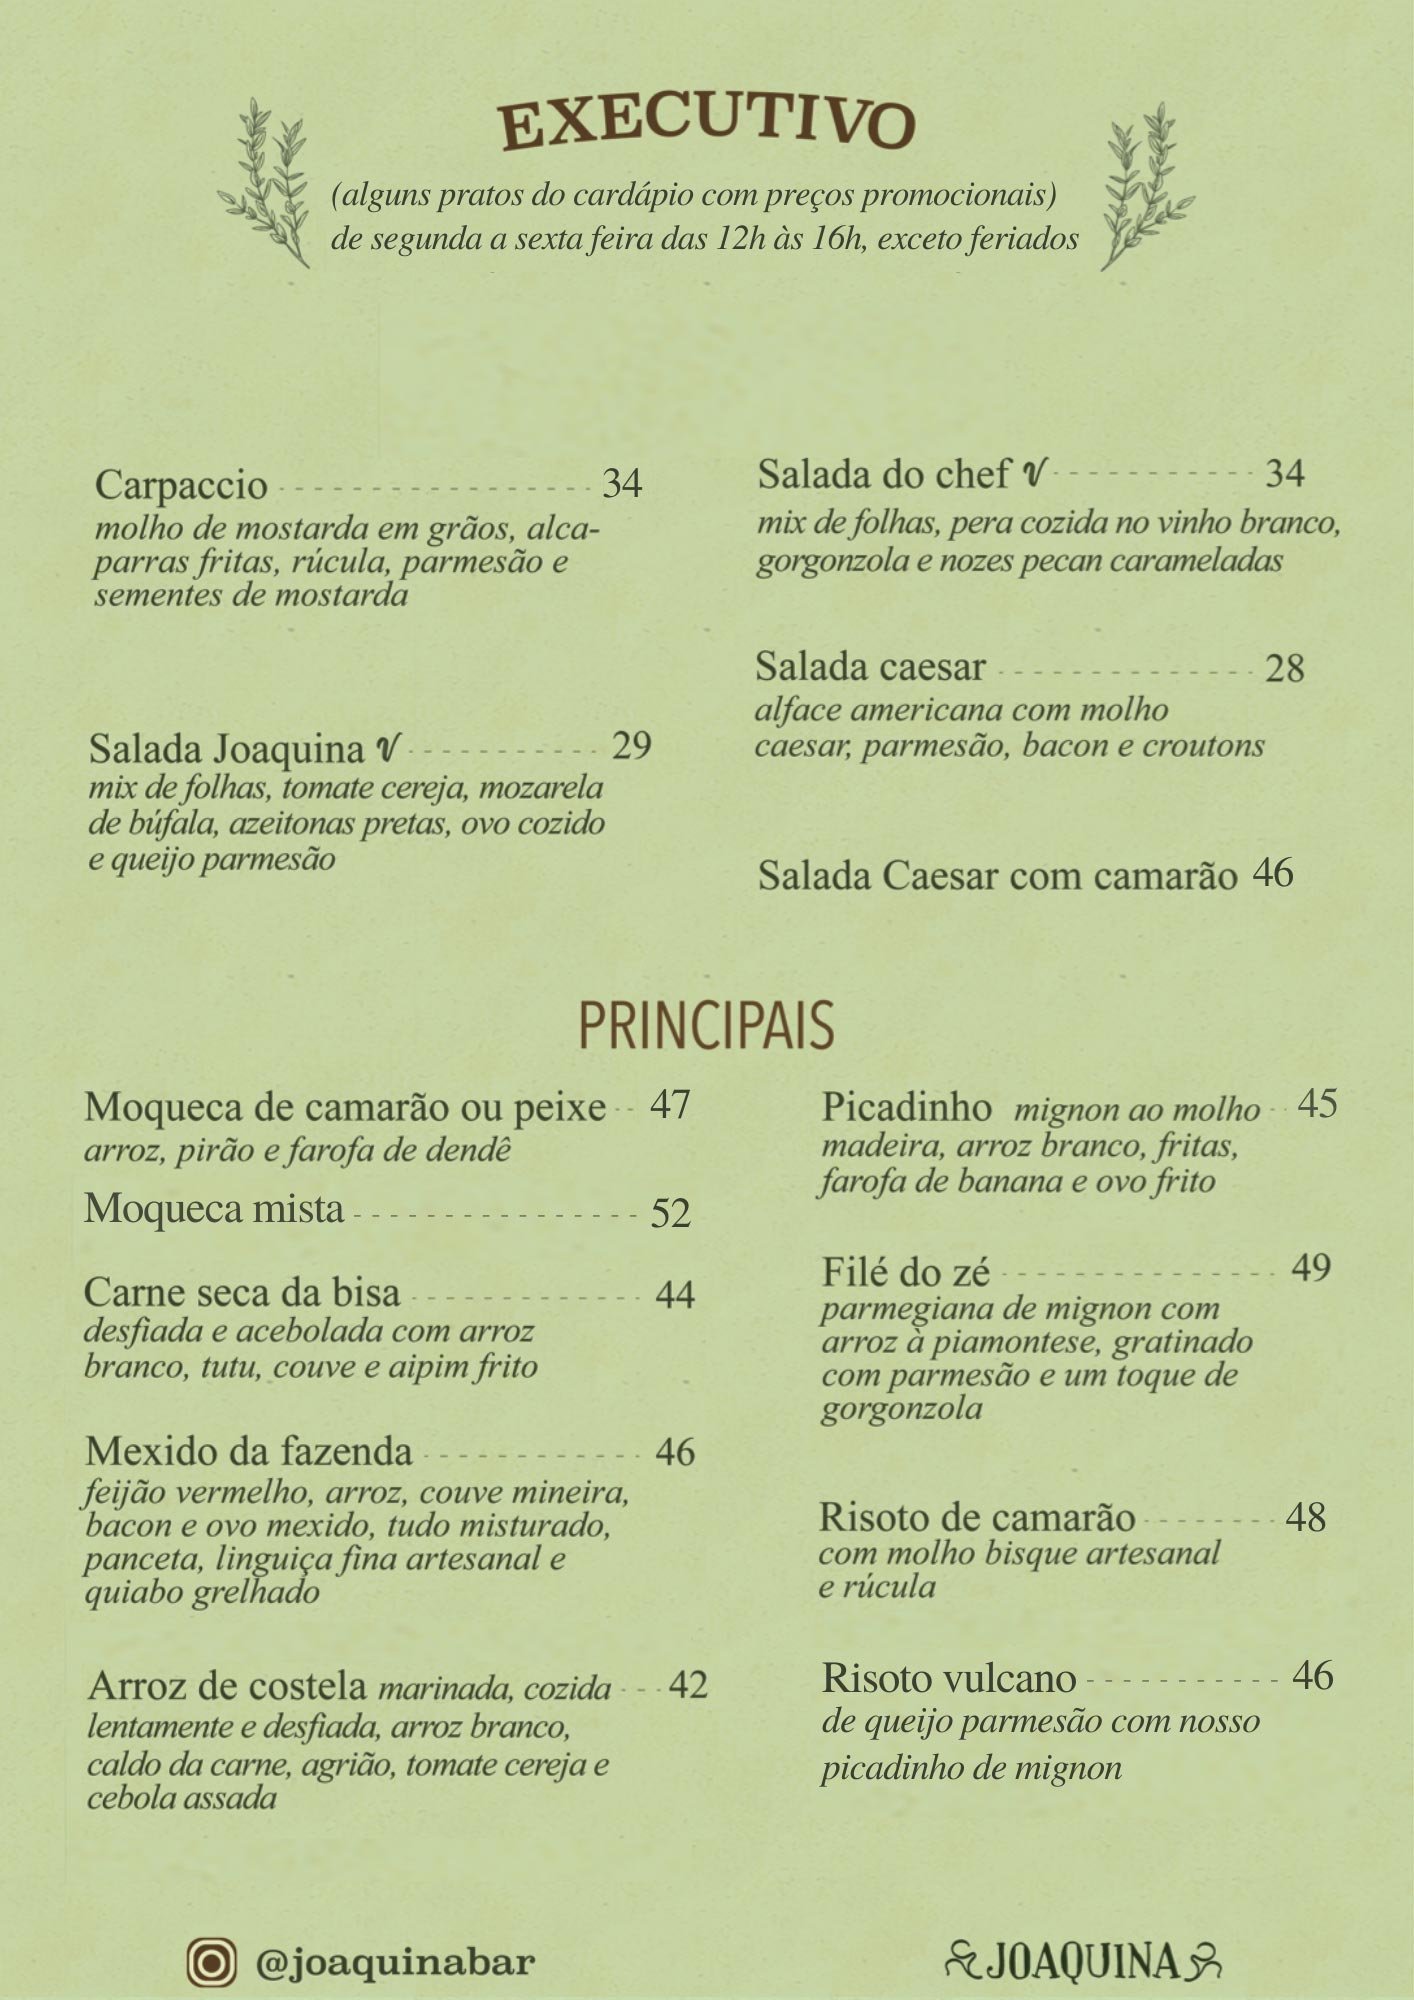 EXECUTIVO
(alguns pratos do cardápio com preços promocionais)
de segunda a sexta feira das 12h às 16h, exceto feriados
Carpaccio 34
molho de mostarda em grãos, alca-
parras fritas, rúcula, parmesão e
sementes de mostarda
Salada Joaquina V 29
mix de folhas, tomate cereja, mozarela
de búfala, azeitonas pretas, ovo cozido
e queijo parmesão
Salada do chef V 34
mix de folhas, pera cozida no vinho branco,
gorgonzola e nozes pecan carameladas
Salada caesar 28
alface americana com molho
caesar, parmesão, bacon e croutons
Salada Caesar com camarão 46
PRINCIPAIS
Moqueca de camarão ou peixe 47
arroz, pirão e farofa de dendê
Moqueca mista 52
Carne seca da bisa 44
desfiada e acebolada com arroz
branco, tutu, couve e aipim frito
Mexido da fazenda 46
feijão vermelho, arroz, couve mineira,
bacon e ovo mexido, tudo misturado,
panceta, linguiça fina artesanal e
quiabo grelhado
Arroz de costela marinada, cozida 42
lentamente e desfiada, arroz branco,
caldo da carne, agrião, tomate cereja e
cebola assada
Picadinho mignon ao molho 45
madeira, arroz branco, fritas,
farofa de banana e ovo frito
Filé do zé 49
parmegiana de mignon com
arroz à piamontese, gratinado
com parmesão e um toque de
gorgonzola
Risoto de camarão 48
com molho bisque artesanal
e rúcula
Risoto vulcano 46
de queijo parmesão com nosso
picadinho de mignon
@joaquinabar
JOAQUINA